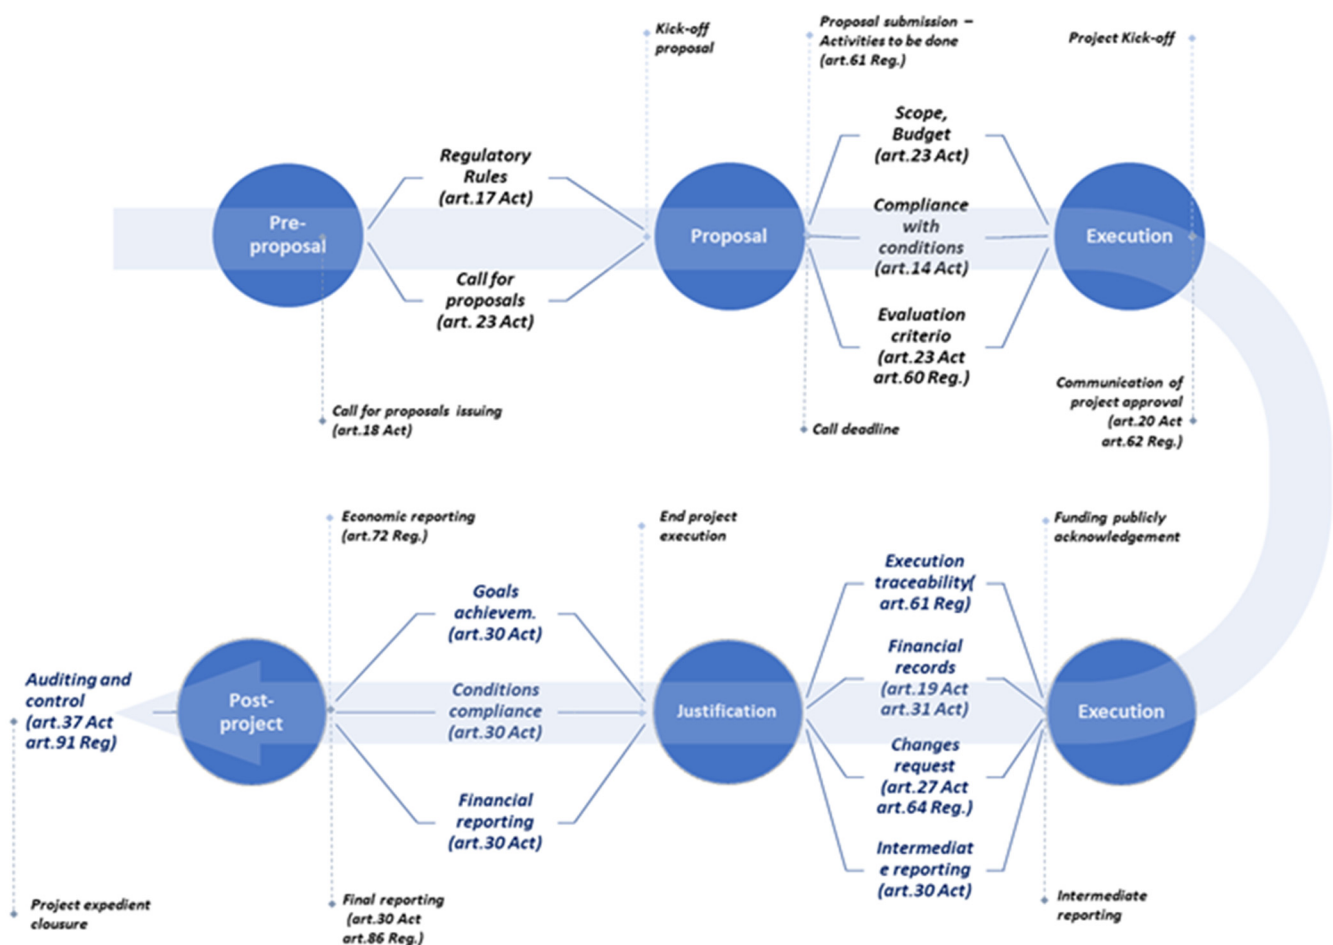 Kick-off
proposal
Proposal submission –
Activities to be done
(art.61 Reg.)
Project Kick-off
Pre-
proposal
Regulatory
Rules
(art.17 Act)
Call for
proposals
(art. 23 Act)
Proposal
Scope,
Budget
(art.23 Act)
Compliance
with
conditions
(art.14 Act)
Evaluation
criterio
(art.23 Act
art.60 Reg.)
Execution
Call for proposals issuing
(art.18 Act)
Call deadline
Communication of
project approval
(art.20 Act
art.62 Reg.)
Economic reporting
(art.72 Reg.)
End project
execution
Funding publicly
acknowledgement
Auditing and
control
(art.37 Act
art.91 Reg)
Post-
project
Goals
achievem.
(art.30 Act)
Conditions
compliance
(art.30 Act)
Financial
reporting
(art.30 Act)
Justification
Execution
traceability(
art.61 Reg)
Financial
records
(art.19 Act
art.31 Act)
Changes
request
(art.27 Act
art.64 Reg.)
Intermediat
e reporting
(art.30 Act)
Execution
Project expedient
clousure
Final reporting
(art.30 Act
art.86 Reg.)
Intermediate
reporting